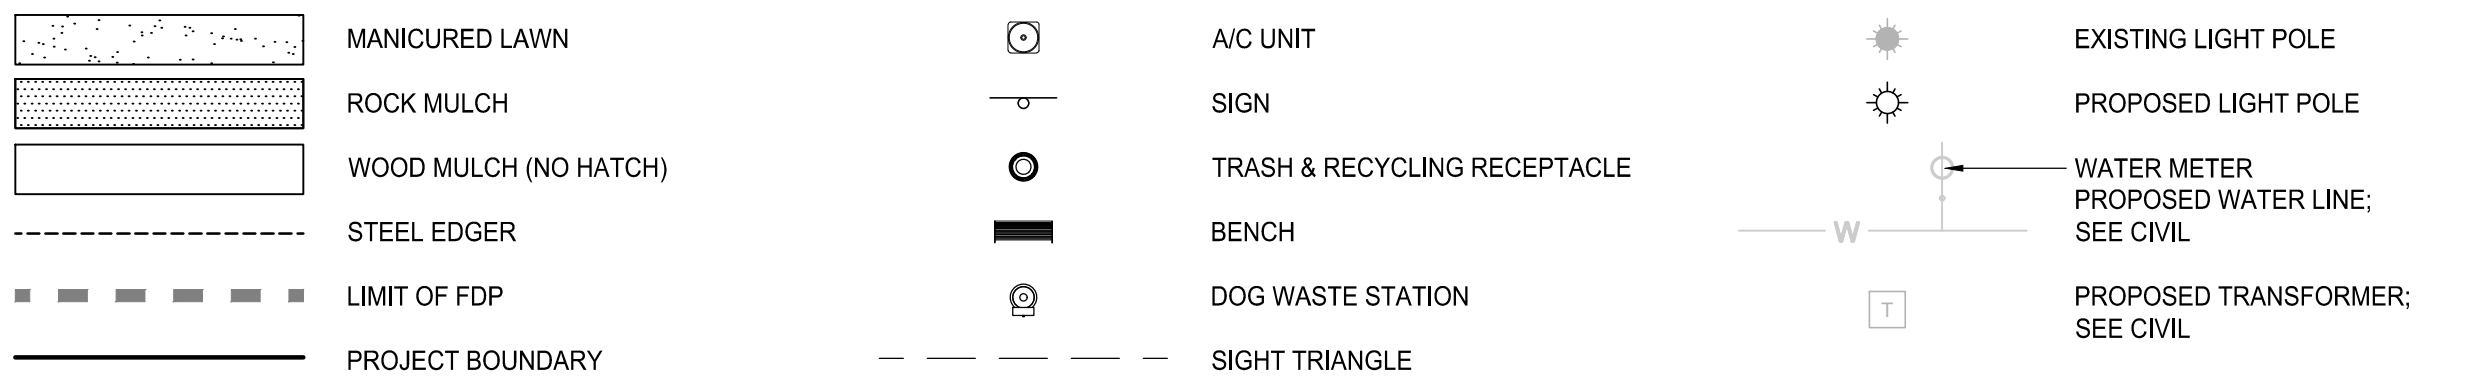 MANICURED LAWN
ROCK MULCH
WOOD MULCH (NO HATCH)
STEEL EDGER
LIMIT OF FDP
PROJECT BOUNDARY
A/C UNIT
SIGN
TRASH & RECYCLING RECEPTACLE
BENCH
DOG WASTE STATION
SIGHT TRIANGLE
EXISTING LIGHT POLE
PROPOSED LIGHT POLE
WATER METER
PROPOSED WATER LINE;
W
SEE CIVIL
T
PROPOSED TRANSFORMER;
SEE CIVIL